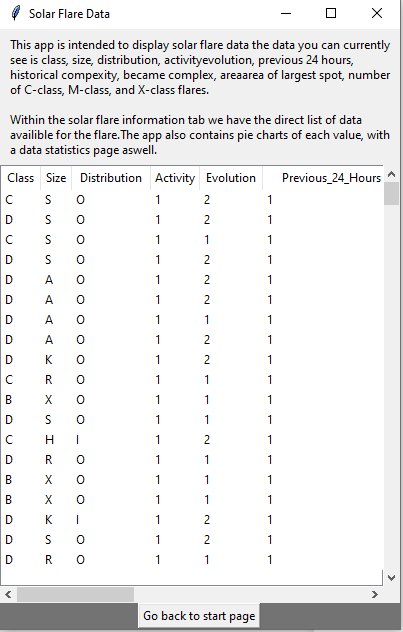 Solar Flare Data
This app is intended to display solar flare data the data you can currently
see is class, size, distribution, activityevolution, previous 24 hours,
historical compexity, became complex, areaarea of largest spot, number
of C-class, M-class, and X-class flares.
Within the solar flare information tab we have the direct list of data
availible for the flare.The app also contains pie charts of each value, with
a data statistics page aswell.
Class Size Distribution Activity Evolution Previous_24_Hours
C S O 1 2 1
D S O 1 2 1
C S O 1 1 1
D S O 1 2 1
D A O 1 2 1
D A O 1 2 1
D A O 1 1 1
D A O 1 2 1
D K O 1 2 1
C R O 1 1 1
B X O 1 1 1
D S O 1 1 1
C H I 1 2 1
D R O 1 1 1
B X O 1 1 1
B X O 1 1 1
D K I 1 2 1
D S O 1 2 1
D R O 1 1 1
Go back to start page